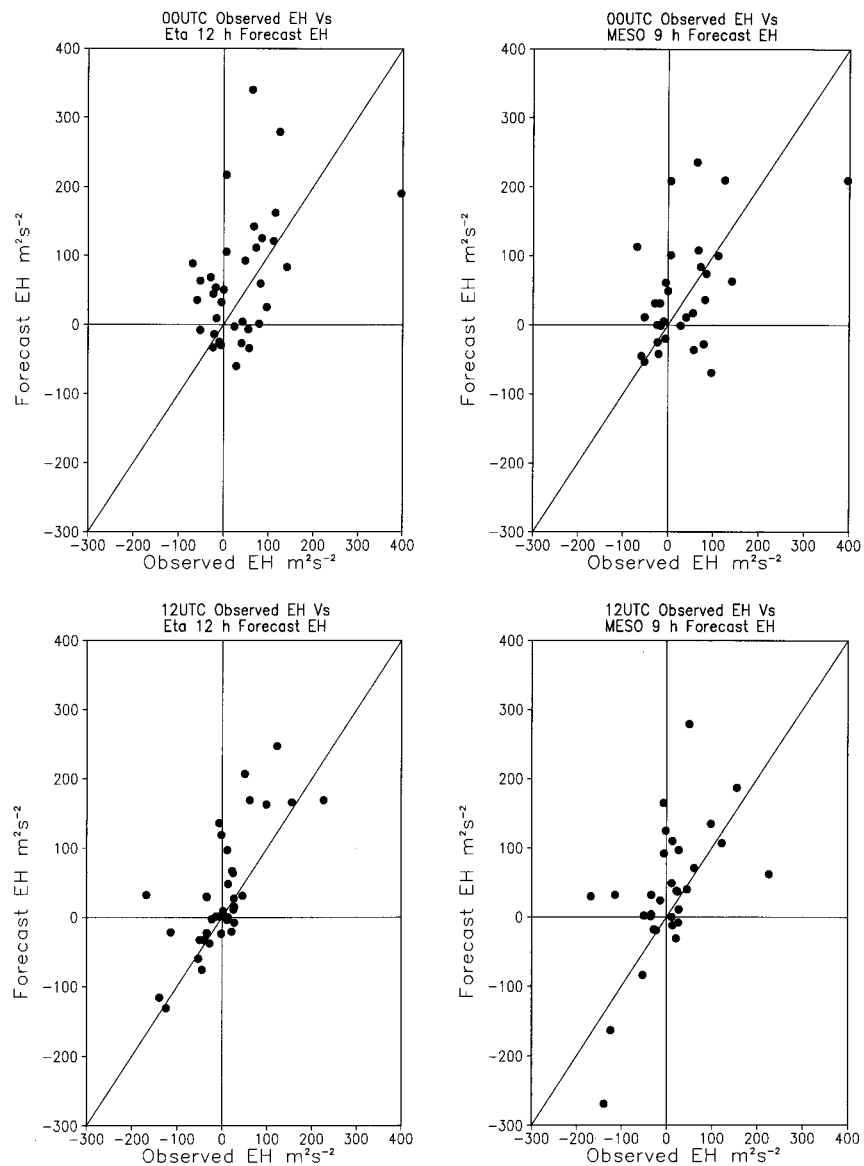 00UTC Observed EH Vs
Eta 12 h Forecast EH
400
300
200
100
0
-100
-200
-300
Forecast EH m²s⁻²
-300 -200 -100 0 100 200 300 400
Observed EH m²s⁻²
00UTC Observed EH Vs
MESO 9 h Forecast EH
400
300
200
100
0
-100
-200
-300
Forecast EH m²s⁻²
-300 -200 -100 0 100 200 300 400
Observed EH m²s⁻²
12UTC Observed EH Vs
Eta 12 h Forecast EH
400
300
200
100
0
-100
-200
-300
Forecast EH m²s⁻²
-300 -200 -100 0 100 200 300 400
Observed EH m²s⁻²
12UTC Observed EH Vs
MESO 9 h Forecast EH
400
300
200
100
0
-100
-200
-300
Forecast EH m²s⁻²
-300 -200 -100 0 100 200 300 400
Observed EH m²s⁻²